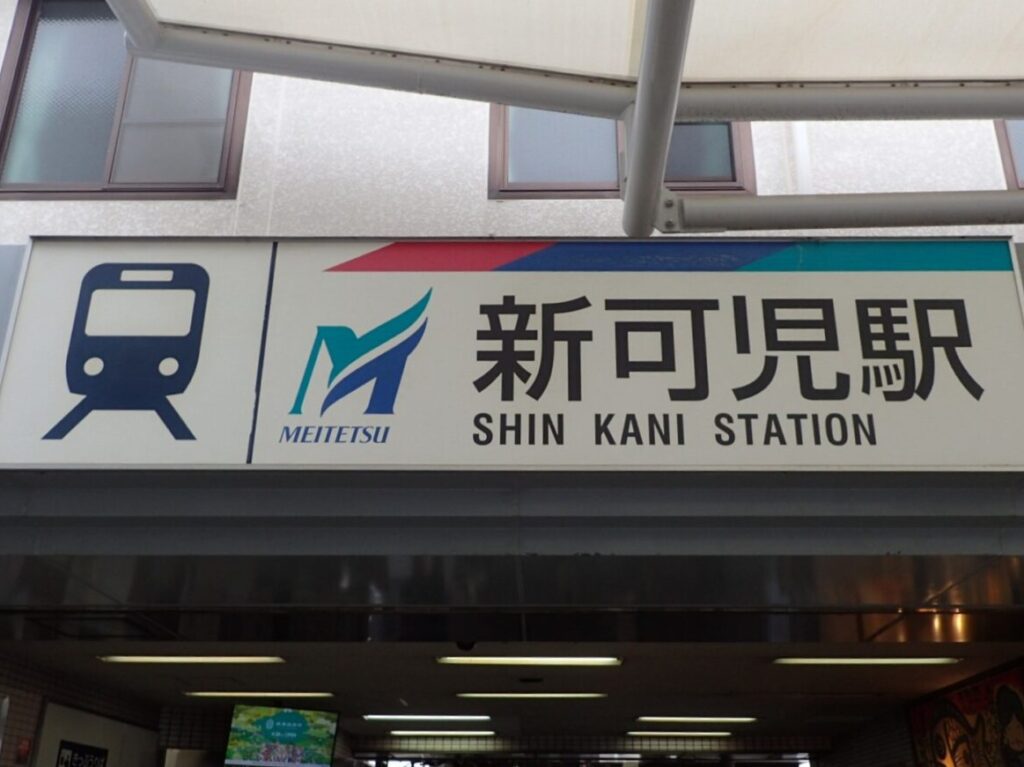 新可児駅
MEITETSU
SHIN KANI STATION